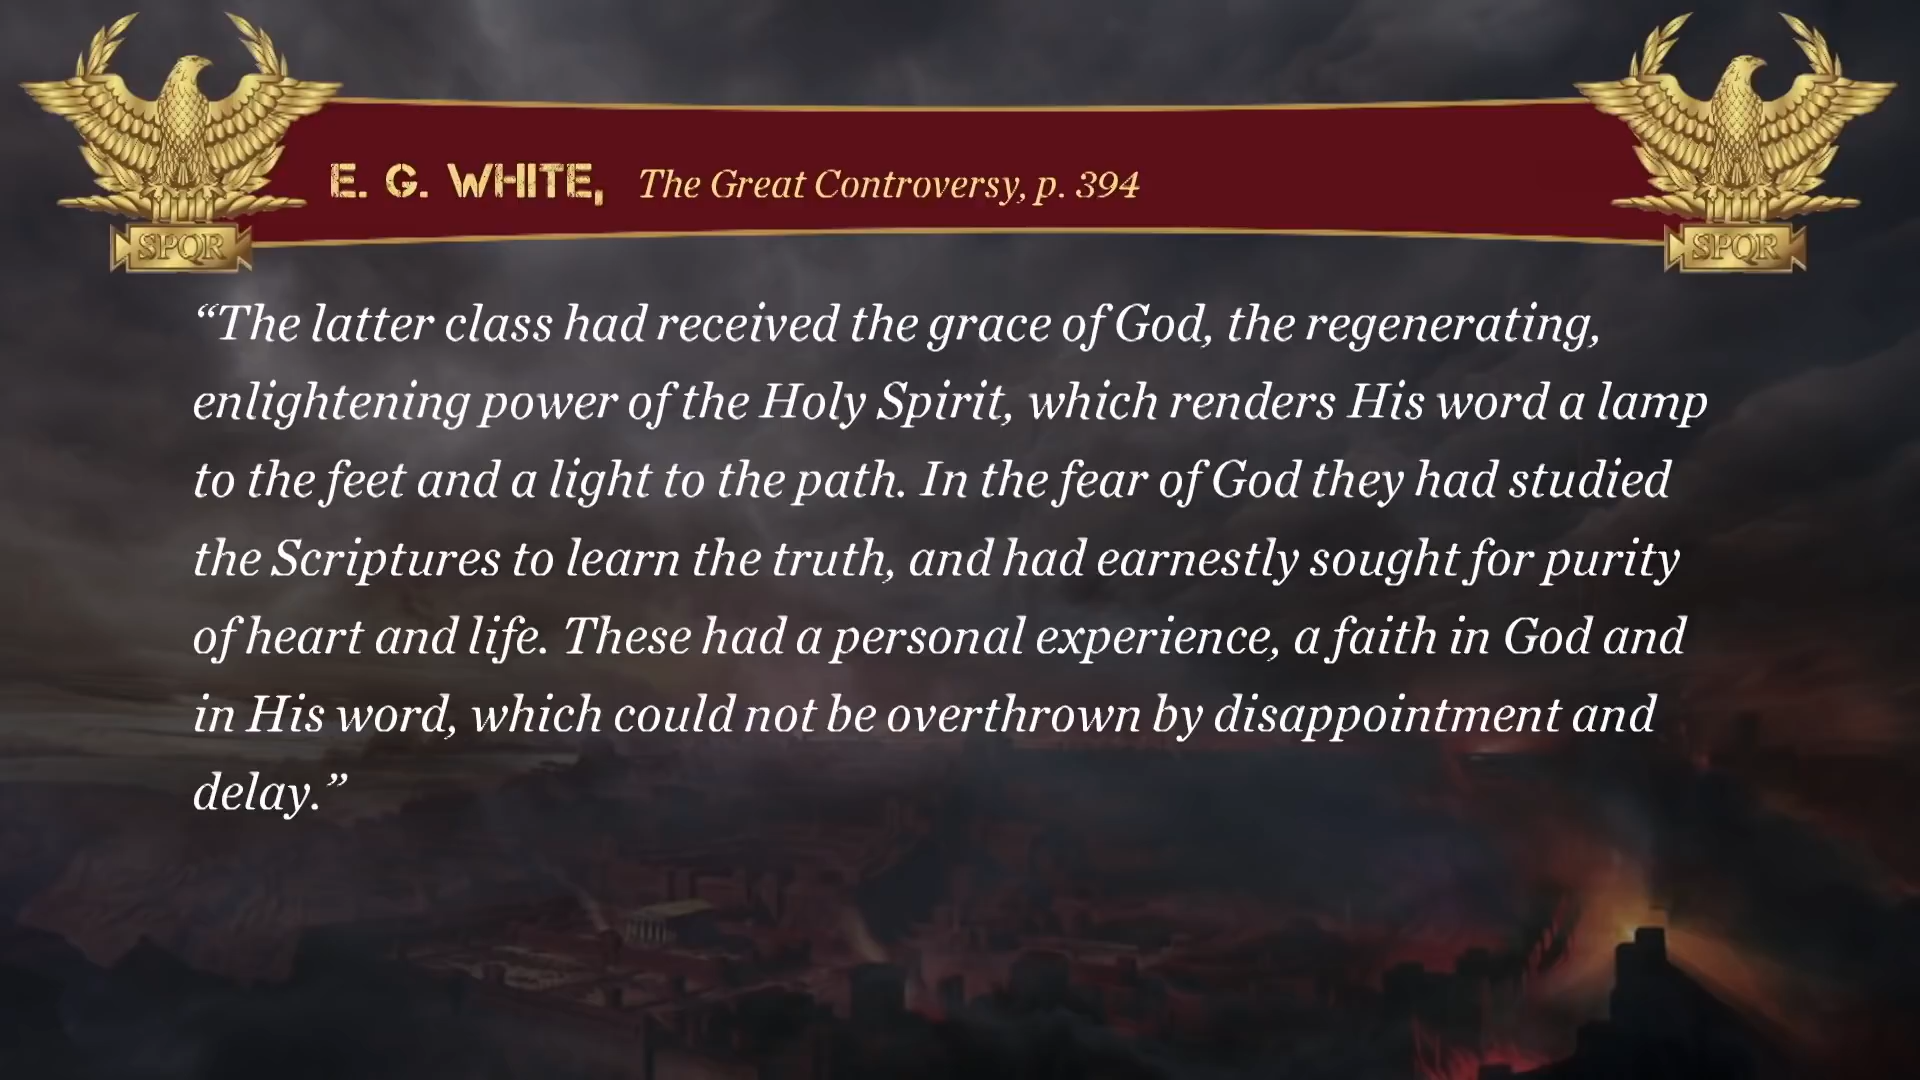 SPQR
SPQR
E. G. WHITE, The Great Controversy, p. 394
“The latter class had received the grace of God, the regenerating,
enlightening power of the Holy Spirit, which renders His word a lamp
to the feet and a light to the path. In the fear of God they had studied
the Scriptures to learn the truth, and had earnestly sought for purity
of heart and life. These had a personal experience, a faith in God and
in His word, which could not be overthrown by disappointment and
delay.”